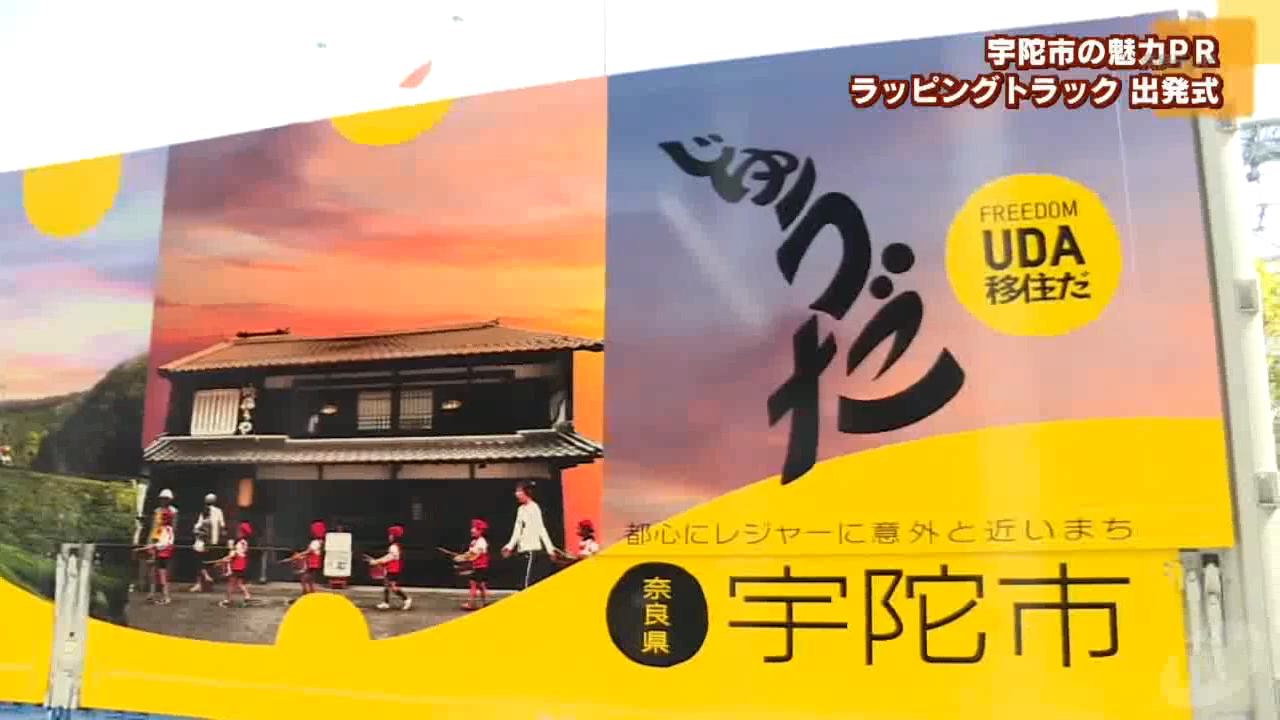 宇陀市の魅力PR
ラッピングトラック 出発式
FREEDOM
UDA
移住だ
うだ
都心にレジャーに意外と近いまち
奈良県
宇陀市